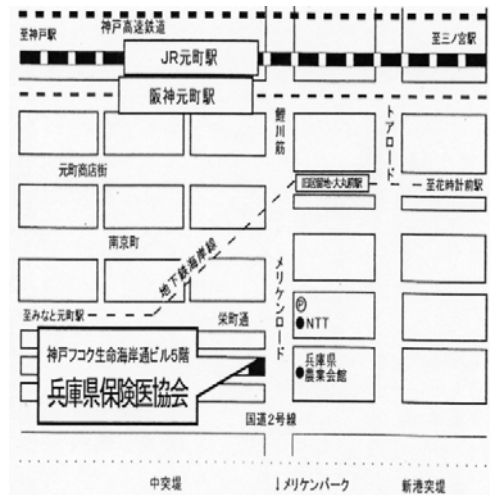 神戸高速鉄道
至神戸駅
至三ノ宮駅
JR元町駅
阪神元町駅
鯉川筋
トアロード
元町商店街
旧居留地・大丸前駅
至花時計前駅
南京町
地下鉄海岸線
メリケンロード
至みなと元町駅
栄町通
P
NTT
神戸フコク生命海岸通ビル5階
兵庫県保険医協会
兵庫県
農業会館
国道2号線
中突堤
↓メリケンパーク
新港突堤